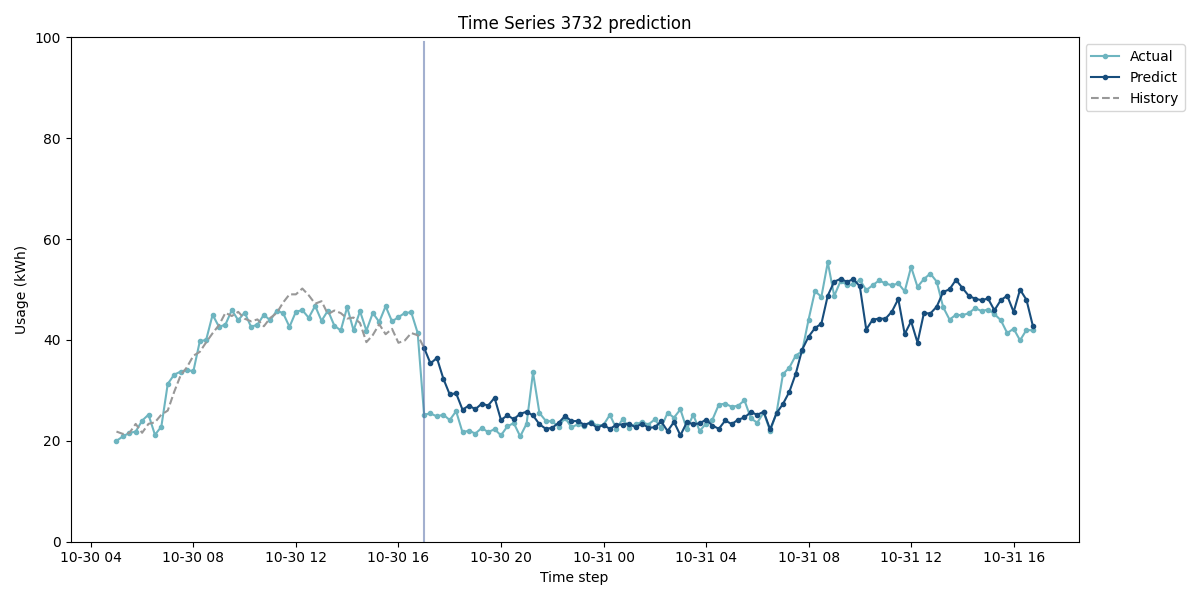 Time Series 3732 prediction
100
80
60
40
20
0
Usage (kWh)
10-30 04
10-30 08
10-30 12
10-30 16
10-30 20
10-31 00
10-31 04
10-31 08
10-31 12
10-31 16
Time step
Actual
Predict
History